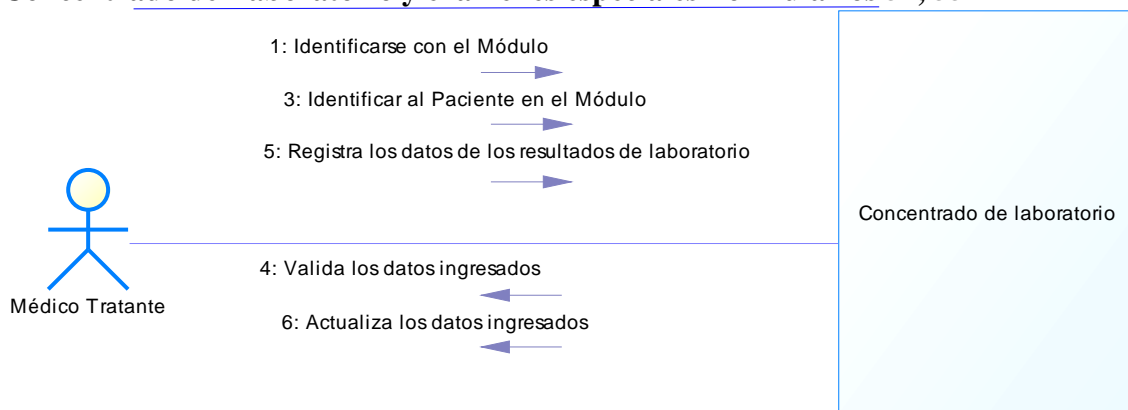 1: Identificarse con el Módulo
3: Identificar al Paciente en el Módulo
5: Registra los datos de los resultados de laboratorio
Concentrado de laboratorio
4: Valida los datos ingresados
Médico Tratante
6: Actualiza los datos ingresados